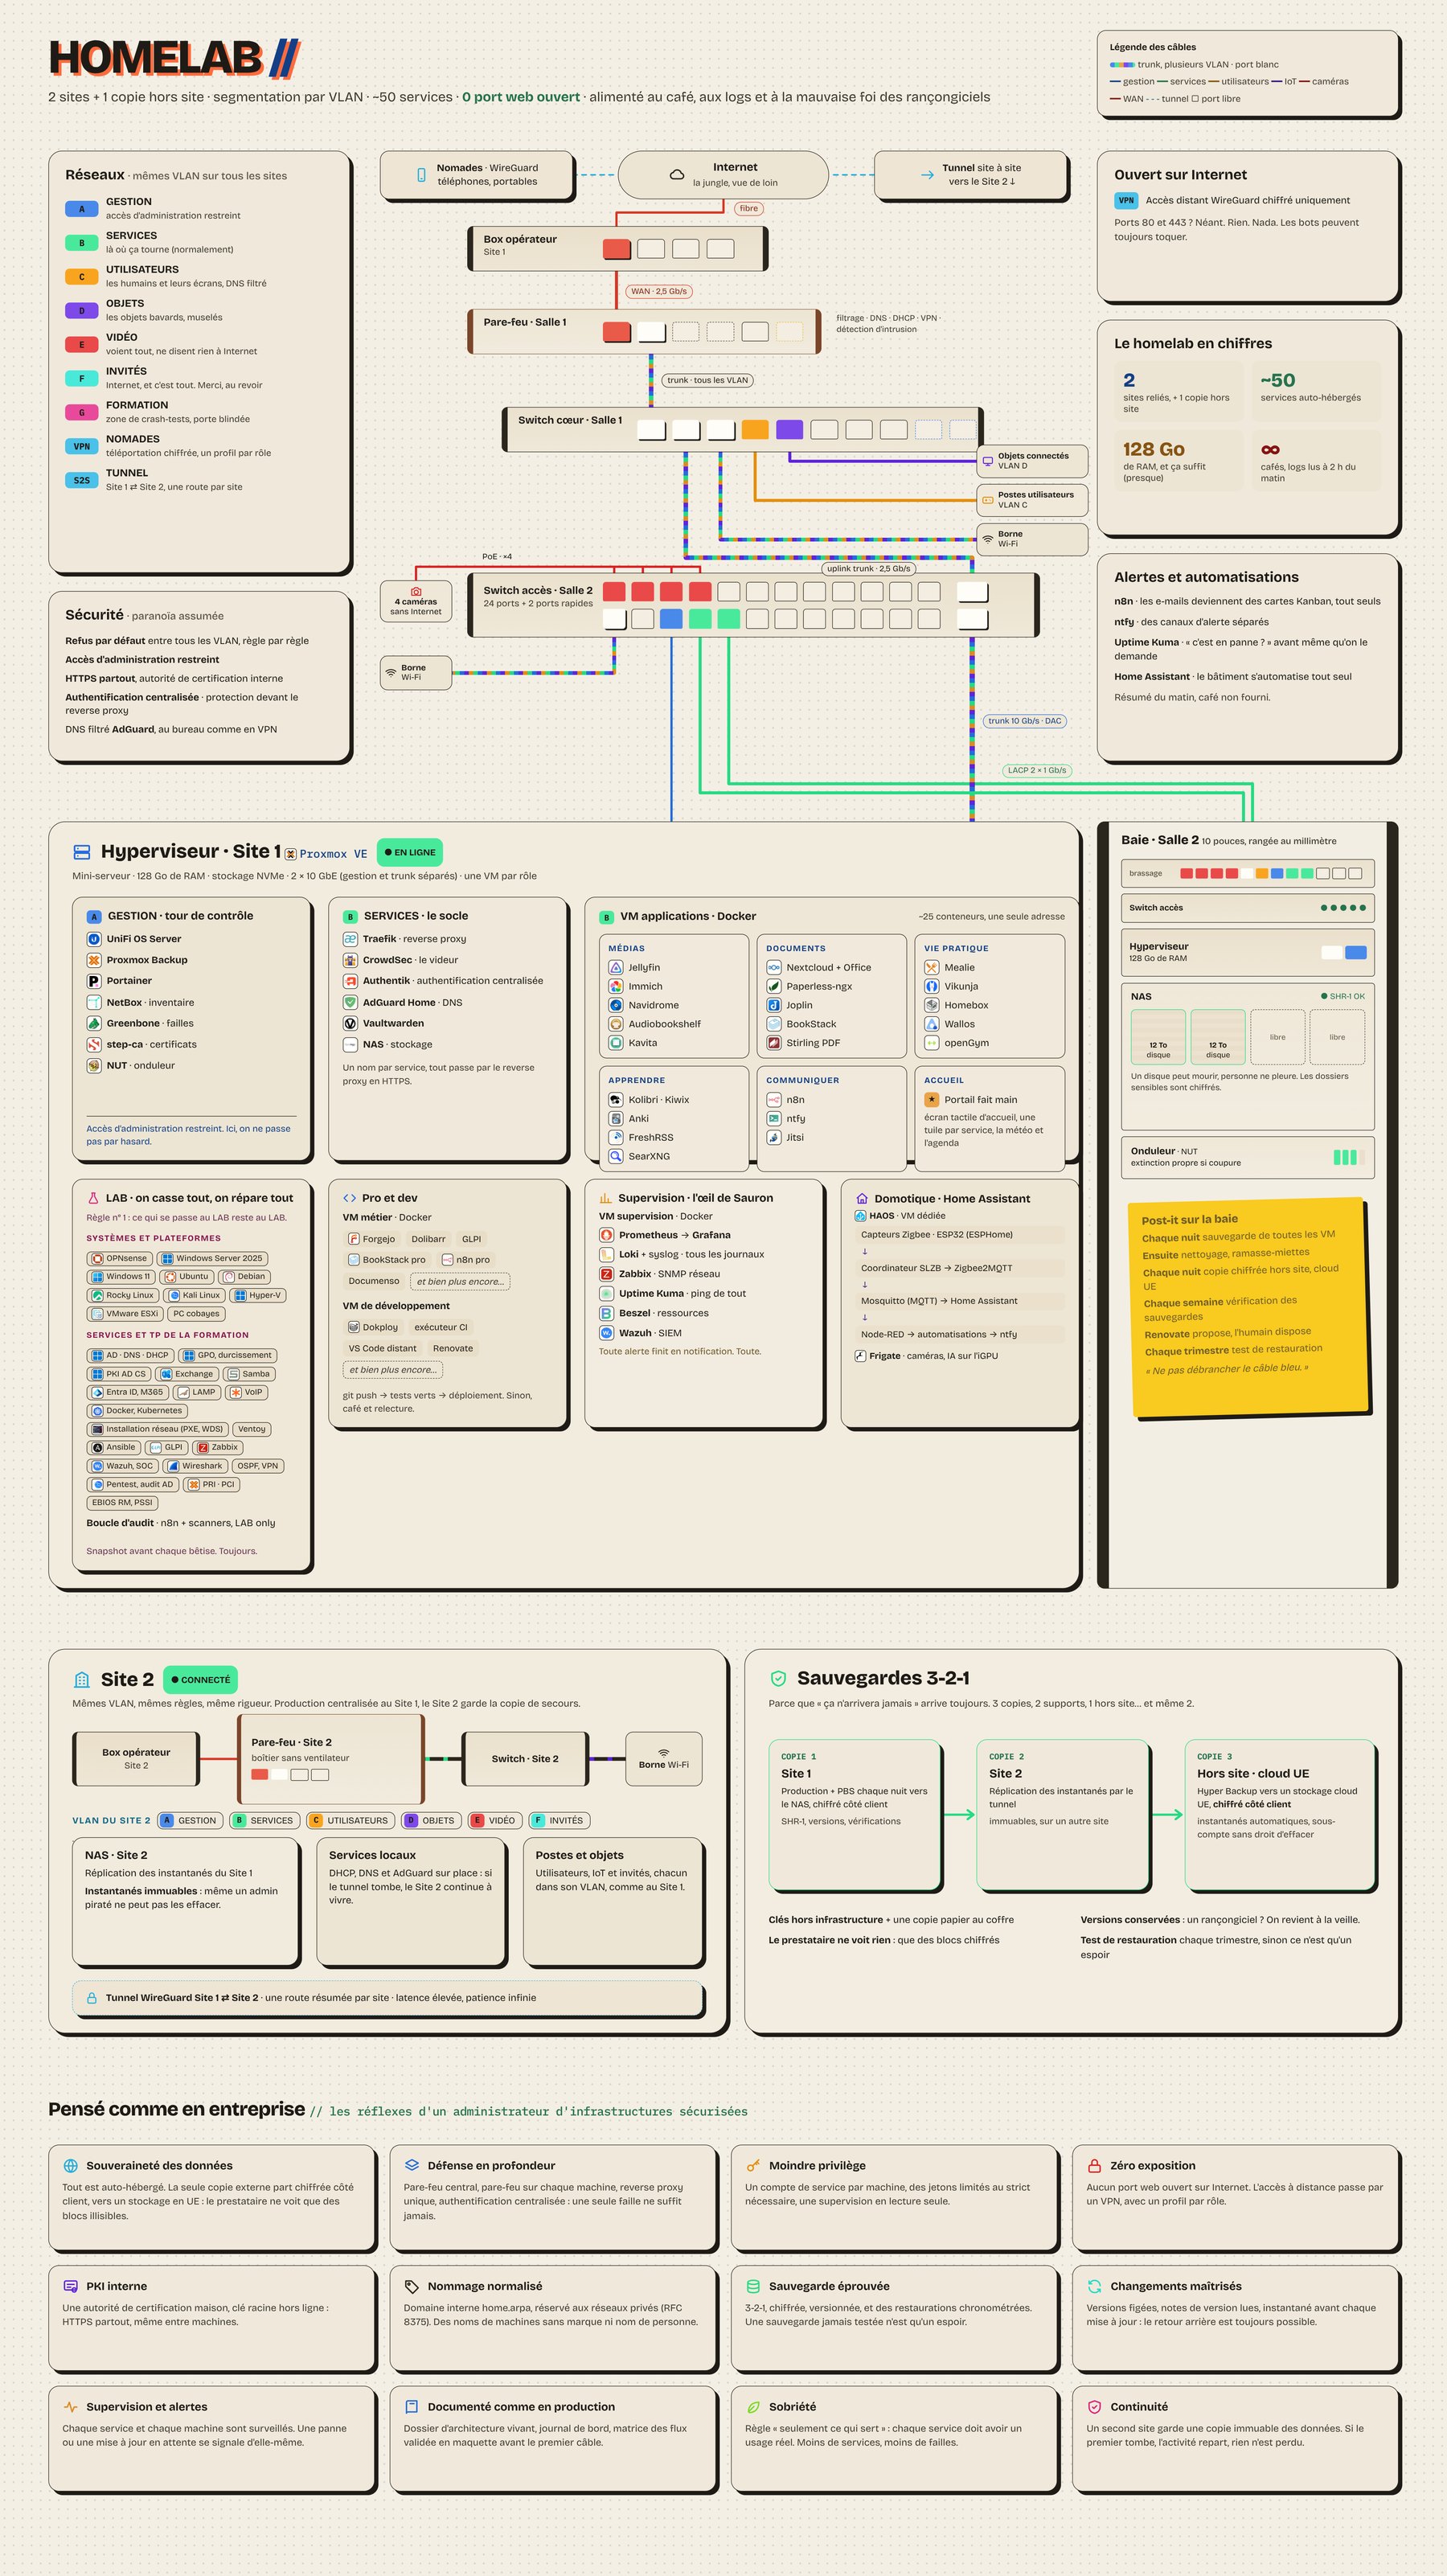 HOMELAB //
2 sites + 1 copie hors site · segmentation par VLAN · ~50 services · 0 port web ouvert · alimenté au café, aux logs et à la mauvaise foi des rançongiciels
Légende des câbles
trunk, plusieurs VLAN · port blanc
gestion services utilisateurs IoT caméras
WAN - - - tunnel ☐ port libre
Réseaux · mêmes VLAN sur tous les sites
A GESTION
accès d'administration restreint
B SERVICES
là où ça tourne (normalement)
C UTILISATEURS
les humains et leurs écrans, DNS filtré
D OBJETS
les objets bavards, muselés
E VIDÉO
voient tout, ne disent rien à Internet
F INVITÉS
Internet, et c'est tout. Merci, au revoir
G FORMATION
zone de crash-tests, porte blindée
VPN NOMADES
téléportation chiffrée, un profil par rôle
S2S TUNNEL
Site 1 ⇄ Site 2, une route par site
Sécurité · paranoïa assumée
Refus par défaut entre tous les VLAN, règle par règle
Accès d'administration restreint
HTTPS partout, autorité de certification interne
Authentification centralisée · protection devant le
reverse proxy
DNS filtré AdGuard, au bureau comme en VPN
Nomades · WireGuard
téléphones, portables
Internet
la jungle, vue de loin
Tunnel site à site
vers le Site 2 ↓
fibre
Box opérateur
Site 1
WAN · 2,5 Gb/s
Pare-feu · Salle 1
filtrage · DNS · DHCP · VPN ·
détection d'intrusion
trunk · tous les VLAN
Switch cœur · Salle 1
Objets connectés
VLAN D
Postes utilisateurs
VLAN C
Borne
Wi-Fi
PoE · ×4
uplink trunk · 2,5 Gb/s
4 caméras
sans Internet
Switch accès · Salle 2
24 ports + 2 ports rapides
Borne
Wi-Fi
trunk 10 Gb/s · DAC
LACP 2 × 1 Gb/s
Ouvert sur Internet
VPN Accès distant WireGuard chiffré uniquement
Ports 80 et 443 ? Néant. Rien. Nada. Les bots peuvent
toujours toquer.
Le homelab en chiffres
2
sites reliés, + 1 copie hors
site
~50
services auto-hébergés
128 Go
de RAM, et ça suffit
(presque)
∞
cafés, logs lus à 2 h du
matin
Alertes et automatisations
n8n · les e-mails deviennent des cartes Kanban, tout seuls
ntfy · des canaux d'alerte séparés
Uptime Kuma · « c'est en panne ? » avant même qu'on le
demande
Home Assistant · le bâtiment s'automatise tout seul
Résumé du matin, café non fourni.
Hyperviseur · Site 1 Proxmox VE ● EN LIGNE
Mini-serveur · 128 Go de RAM · stockage NVMe · 2 × 10 GbE (gestion et trunk séparés) · une VM par rôle
A GESTION · tour de contrôle
UniFi OS Server
Proxmox Backup
Portainer
NetBox · inventaire
Greenbone · failles
step-ca · certificats
NUT · onduleur
Accès d'administration restreint. Ici, on ne passe
pas par hasard.
B SERVICES · le socle
Traefik · reverse proxy
CrowdSec · le videur
Authentik · authentification centralisée
AdGuard Home · DNS
Vaultwarden
NAS · stockage
Un nom par service, tout passe par le reverse
proxy en HTTPS.
B VM applications · Docker
~25 conteneurs, une seule adresse
MÉDIAS
Jellyfin
Immich
Navidrome
Audiobookshelf
Kavita
DOCUMENTS
Nextcloud + Office
Paperless-ngx
Joplin
BookStack
Stirling PDF
VIE PRATIQUE
Mealie
Vikunja
Homebox
Wallos
openGym
APPRENDRE
Kolibri · Kiwix
Anki
FreshRSS
SearXNG
COMMUNIQUER
n8n
ntfy
Jitsi
ACCUEIL
Portail fait main
écran tactile d'accueil, une
tuile par service, la météo et
l'agenda
LAB · on casse tout, on répare tout
Règle n° 1 : ce qui se passe au LAB reste au LAB.
SYSTÈMES ET PLATEFORMES
OPNsense Windows Server 2025
Windows 11 Ubuntu Debian
Rocky Linux Kali Linux Hyper-V
VMware ESXi PC cobayes
SERVICES ET TP DE LA FORMATION
AD · DNS · DHCP GPO, durcissement
PKI AD CS Exchange Samba
Entra ID, M365 LAMP VoIP
Docker, Kubernetes
Installation réseau (PXE, WDS) Ventoy
Ansible GLPI Zabbix
Wazuh, SOC Wireshark OSPF, VPN
Pentest, audit AD PRI · PCI
EBIOS RM, PSSI
Boucle d'audit · n8n + scanners, LAB only
Snapshot avant chaque bêtise. Toujours.
Pro et dev
VM métier · Docker
Forgejo Dolibarr GLPI
BookStack pro n8n pro
Documenso et bien plus encore…
VM de développement
Dokploy exécuteur CI
VS Code distant Renovate
et bien plus encore…
git push → tests verts → déploiement. Sinon,
café et relecture.
Supervision · l'œil de Sauron
VM supervision · Docker
Prometheus → Grafana
Loki + syslog · tous les journaux
Zabbix · SNMP réseau
Uptime Kuma · ping de tout
Beszel · ressources
Wazuh · SIEM
Toute alerte finit en notification. Toute.
Domotique · Home Assistant
HAOS · VM dédiée
Capteurs Zigbee · ESP32 (ESPHome)
↓
Coordinateur SLZB → Zigbee2MQTT
↓
Mosquitto (MQTT) → Home Assistant
↓
Node-RED → automatisations → ntfy
Frigate · caméras, IA sur l'iGPU
Baie · Salle 2 10 pouces, rangée au millimètre
brassage
Switch accès
Hyperviseur
128 Go de RAM
NAS ● SHR-1 OK
12 To
disque
12 To
disque
libre
libre
Un disque peut mourir, personne ne pleure. Les dossiers
sensibles sont chiffrés.
Onduleur · NUT
extinction propre si coupure
Post-it sur la baie
Chaque nuit sauvegarde de toutes les VM
Ensuite nettoyage, ramasse-miettes
Chaque nuit copie chiffrée hors site, cloud
UE
Chaque semaine vérification des
sauvegardes
Renovate propose, l'humain dispose
Chaque trimestre test de restauration
« Ne pas débrancher le câble bleu. »
Site 2 ● CONNECTÉ
Mêmes VLAN, mêmes règles, même rigueur. Production centralisée au Site 1, le Site 2 garde la copie de secours.
Box opérateur
Site 2
Pare-feu · Site 2
boîtier sans ventilateur
Switch · Site 2
Borne Wi-Fi
VLAN DU SITE 2 A GESTION B SERVICES C UTILISATEURS D OBJETS E VIDÉO F INVITÉS
NAS · Site 2
Réplication des instantanés du Site 1
Instantanés immuables : même un admin
piraté ne peut pas les effacer.
Services locaux
DHCP, DNS et AdGuard sur place : si
le tunnel tombe, le Site 2 continue à
vivre.
Postes et objets
Utilisateurs, IoT et invités, chacun
dans son VLAN, comme au Site 1.
Tunnel WireGuard Site 1 ⇄ Site 2 · une route résumée par site · latence élevée, patience infinie
Sauvegardes 3-2-1
Parce que « ça n'arrivera jamais » arrive toujours. 3 copies, 2 supports, 1 hors site… et même 2.
COPIE 1
Site 1
Production + PBS chaque nuit vers
le NAS, chiffré côté client
SHR-1, versions, vérifications
COPIE 2
Site 2
Réplication des instantanés par le
tunnel
immuables, sur un autre site
COPIE 3
Hors site · cloud UE
Hyper Backup vers un stockage cloud
UE, chiffré côté client
instantanés automatiques, sous-
compte sans droit d'effacer
Clés hors infrastructure + une copie papier au coffre
Le prestataire ne voit rien : que des blocs chiffrés
Versions conservées : un rançongiciel ? On revient à la veille.
Test de restauration chaque trimestre, sinon ce n'est qu'un
espoir
Pensé comme en entreprise // les réflexes d'un administrateur d'infrastructures sécurisées
Souveraineté des données
Tout est auto-hébergé. La seule copie externe part chiffrée côté
client, vers un stockage en UE : le prestataire ne voit que des
blocs illisibles.
Défense en profondeur
Pare-feu central, pare-feu sur chaque machine, reverse proxy
unique, authentification centralisée : une seule faille ne suffit
jamais.
Moindre privilège
Un compte de service par machine, des jetons limités au strict
nécessaire, une supervision en lecture seule.
Zéro exposition
Aucun port web ouvert sur Internet. L'accès à distance passe par
un VPN, avec un profil par rôle.
PKI interne
Une autorité de certification maison, clé racine hors ligne :
HTTPS partout, même entre machines.
Nommage normalisé
Domaine interne home.arpa, réservé aux réseaux privés (RFC
8375). Des noms de machines sans marque ni nom de personne.
Sauvegarde éprouvée
3-2-1, chiffrée, versionnée, et des restaurations chronométrées.
Une sauvegarde jamais testée n'est qu'un espoir.
Changements maîtrisés
Versions figées, notes de version lues, instantané avant chaque
mise à jour : le retour arrière est toujours possible.
Supervision et alertes
Chaque service et chaque machine sont surveillés. Une panne
ou une mise à jour en attente se signale d'elle-même.
Documenté comme en production
Dossier d'architecture vivant, journal de bord, matrice des flux
validée en maquette avant le premier câble.
Sobriété
Règle « seulement ce qui sert » : chaque service doit avoir un
usage réel. Moins de services, moins de failles.
Continuité
Un second site garde une copie immuable des données. Si le
premier tombe, l'activité repart, rien n'est perdu.